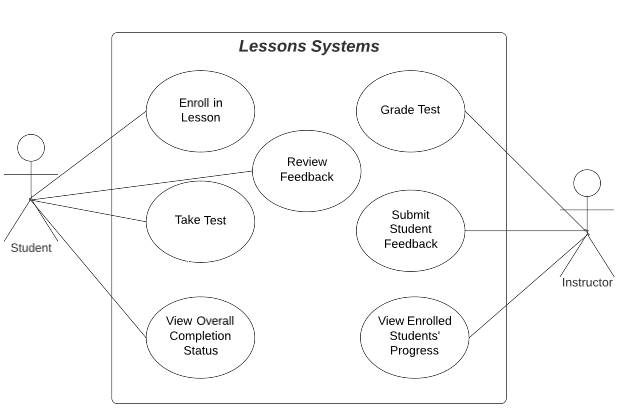 Lessons Systems
Enroll in
Lesson
Grade Test
Review
Feedback
Take Test
Submit
Student
Feedback
Student
Instructor
View Overall
Completion
Status
View Enrolled
Students'
Progress